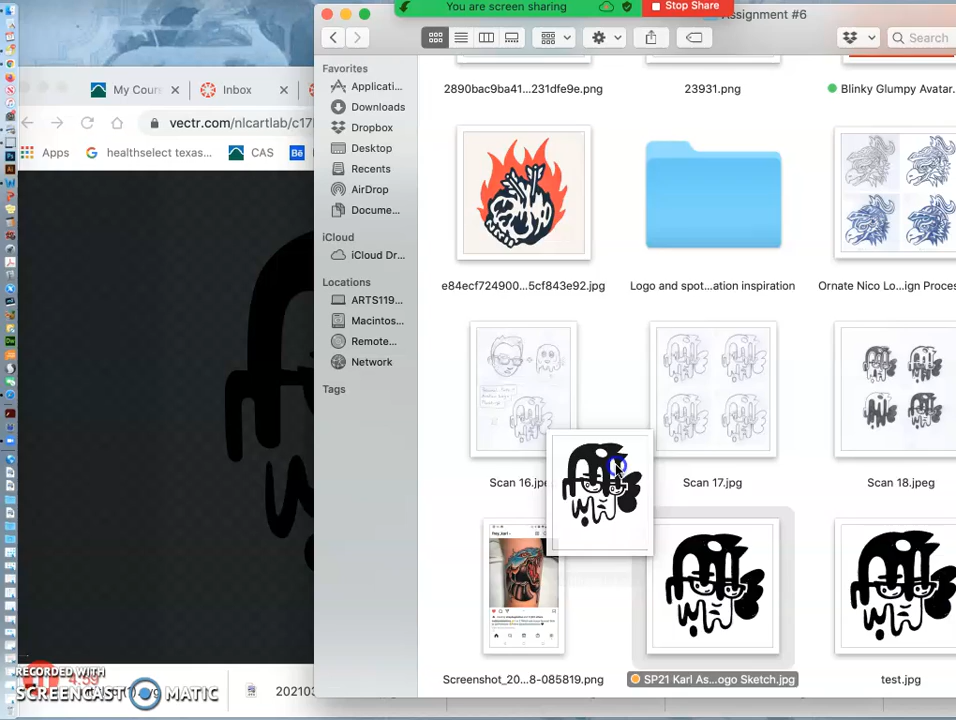 You are screen sharing
Stop Share
Assignment #6
Search
My Cours
Inbox
vectr.com/nlcartlab/c17
Apps
healthselect texas...
CAS
Favorites
Applicati...
Downloads
Dropbox
Desktop
Recents
AirDrop
Docume...
iCloud
iCloud Dr...
Locations
ARTS119...
Macintos...
Remote...
Network
Tags
2890bac9ba41...231dfe9e.png
23931.png
Blinky Glumpy Avatar.
e84ecf724900...5cf843e92.jpg
Logo and spot...ation inspiration
Ornate Nico Lo...ign Proces
Scan 16.jpe
Scan 17.jpg
Scan 18.jpeg
Screenshot_20...8-085819.png
SP21 Karl As...ogo Sketch.jpg
test.jpg
RECORDED WITH
SCREENCAST MATIC
4:59
202103